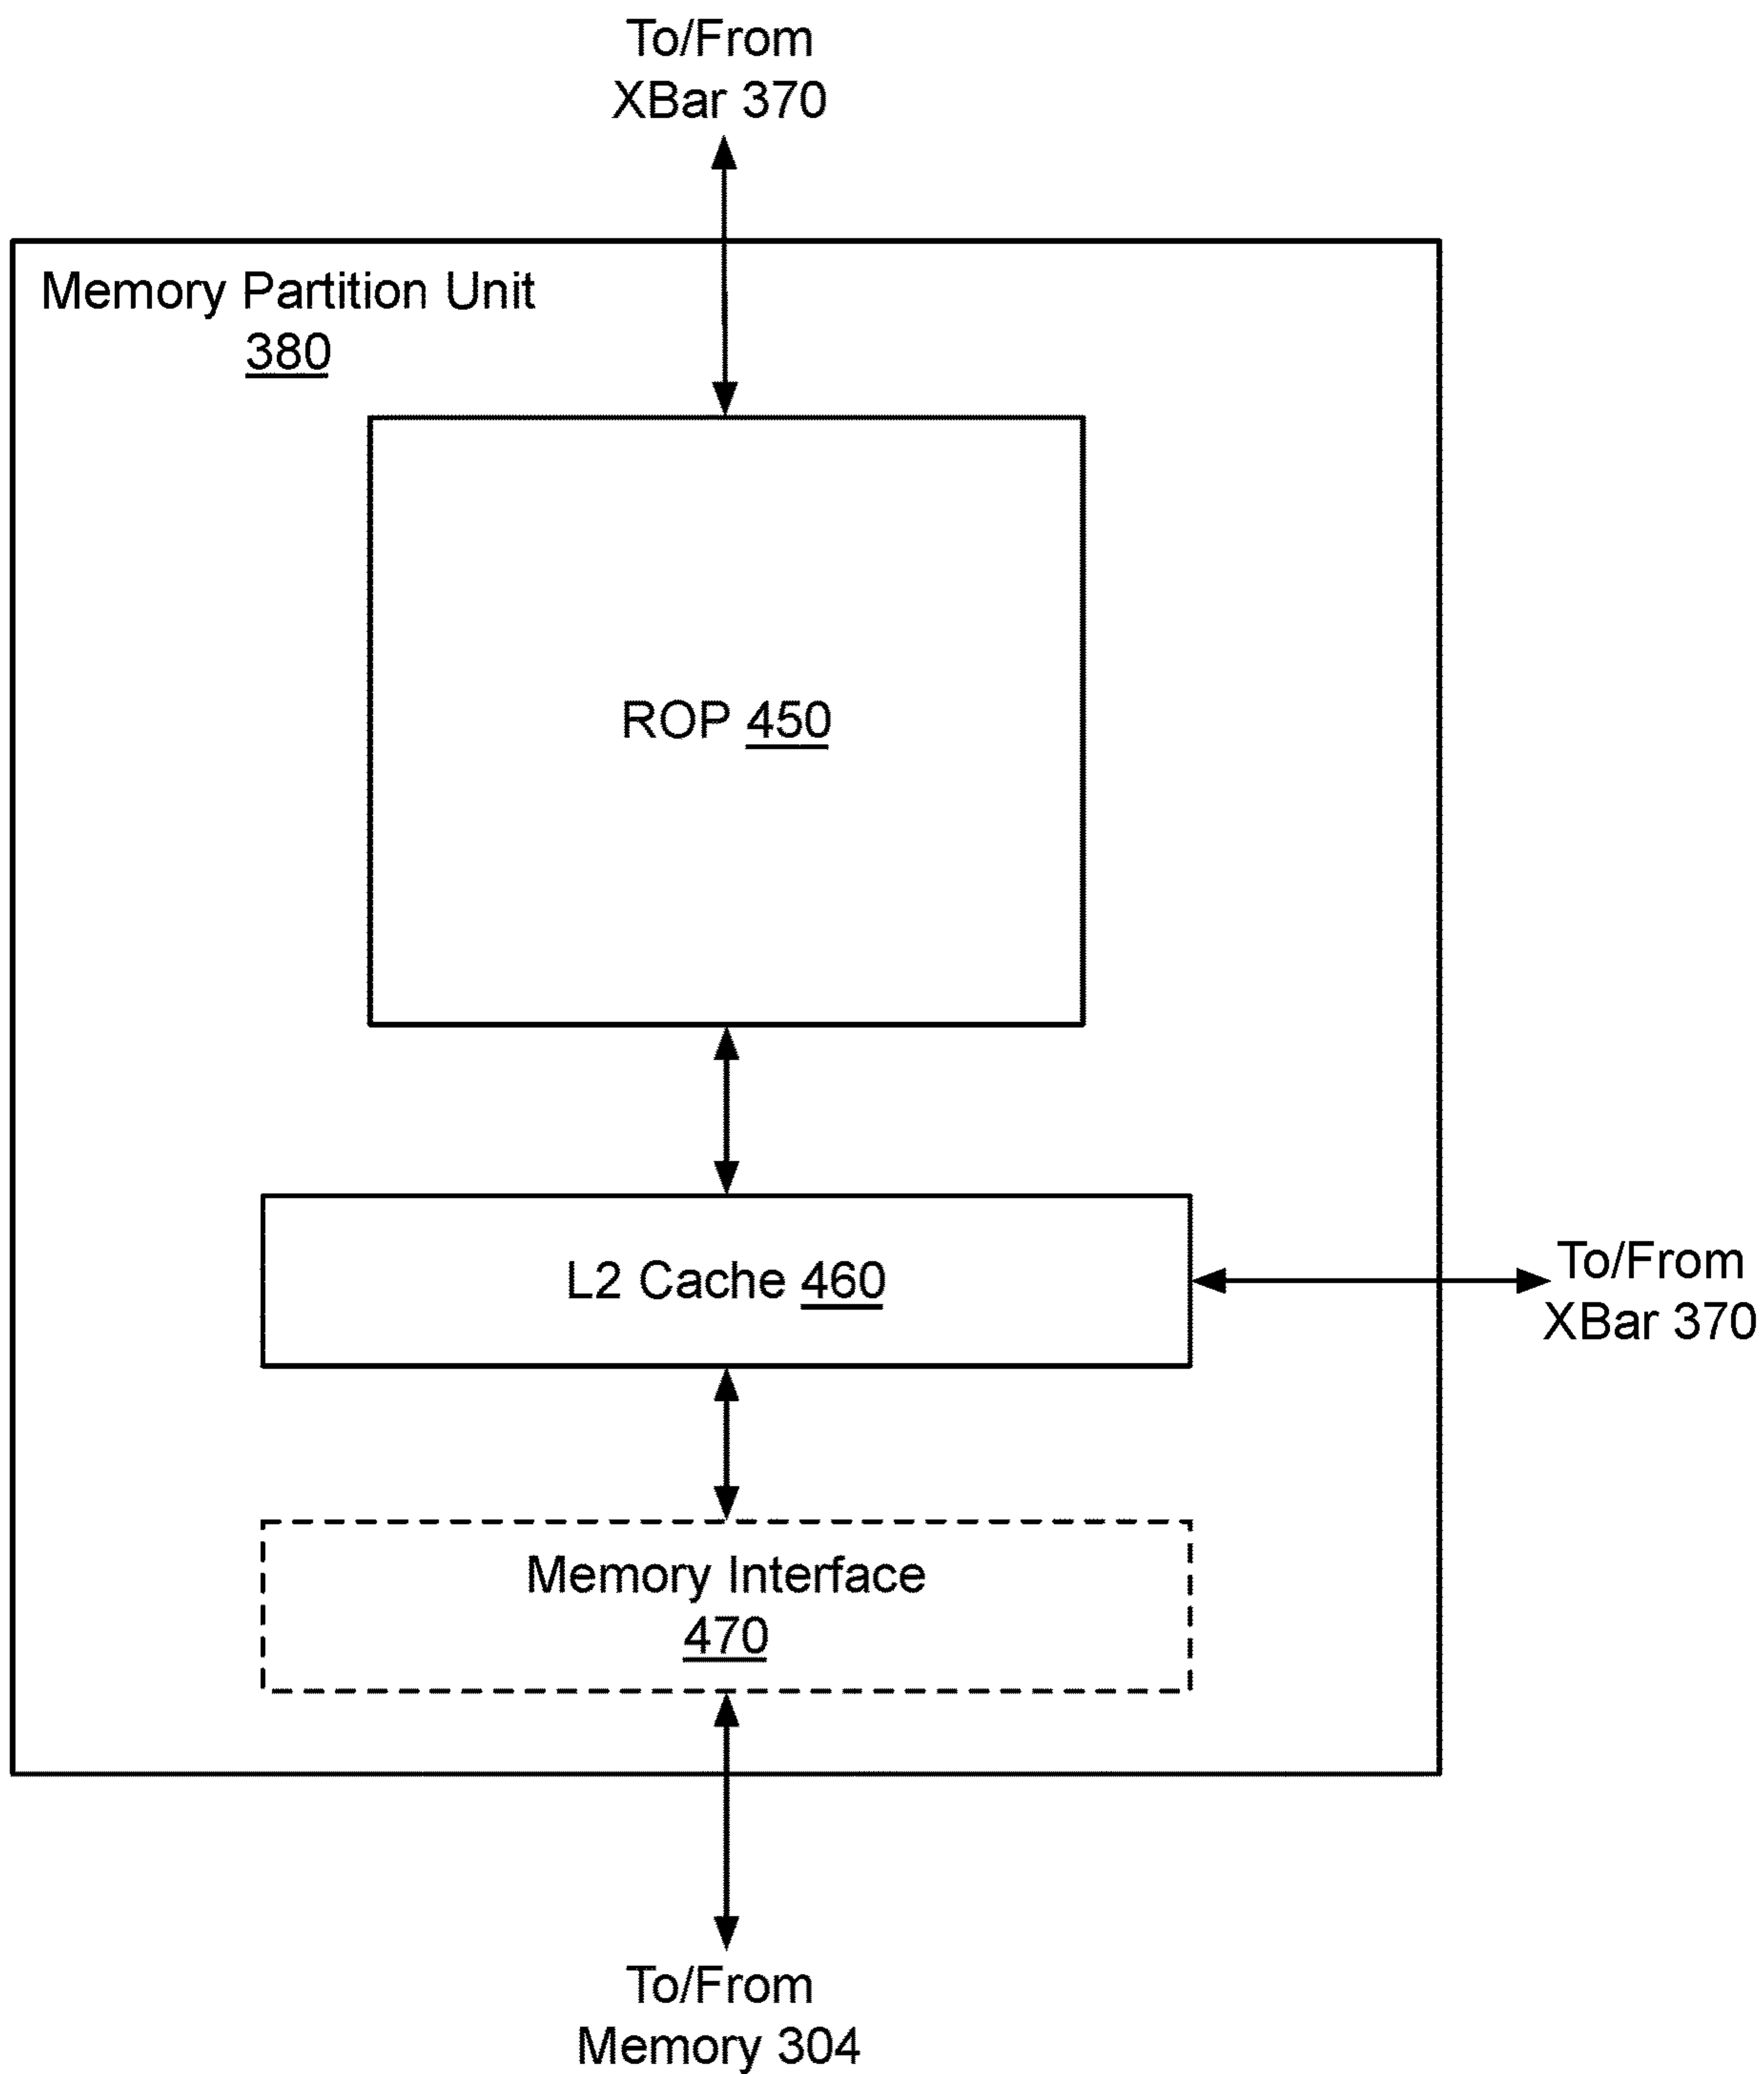 To/From
XBar 370
Memory Partition Unit
380
ROP 450
L2 Cache 460
To/From
XBar 370
Memory Interface
470
To/From
Memory 304